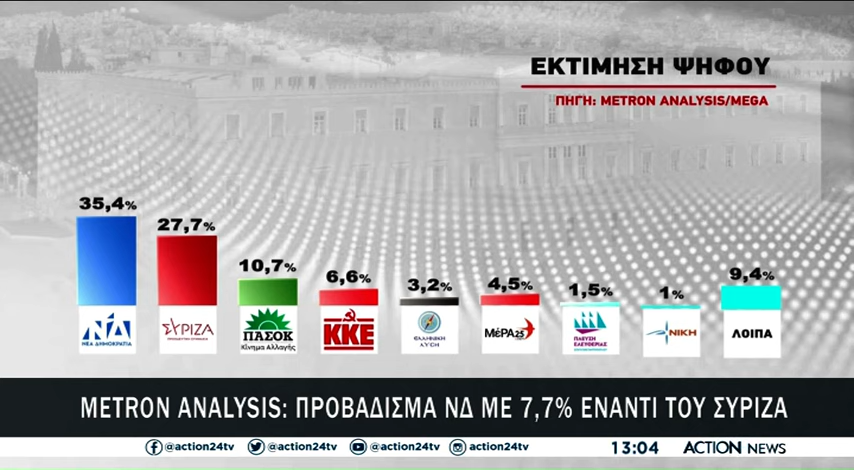 ΕΚΤΙΜΗΣΗ ΨΗΦΟΥ
ΠΗΓΗ: METRON ANALYSIS/MEGA
35,4%
27,7%
10,7%
6,6%
3,2%
4,5%
1,5%
1%
9,4%
ΝΔ
ΝΕΑ ΔΗΜΟΚΡΑΤΙΑ
ΣΥΡΙΖΑ
ΠΑΣΟΚ
Κίνημα Αλλαγής
ΚΚΕ
ΕΛΛΗΝΙΚΗ
ΛΥΣΗ
ΜέΡΑ25
ΠΛΕΥΣΗ
ΕΛΕΥΘΕΡΙΑΣ
ΝΙΚΗ
ΛΟΙΠΑ
METRON ANALYSIS: ΠΡΟΒΑΔΙΣΜΑ ΝΔ ΜΕ 7,7% ΕΝΑΝΤΙ ΤΟΥ ΣΥΡΙΖΑ
@action24tv @action24tv @action24tv action24tv 13:04 ACTION NEWS